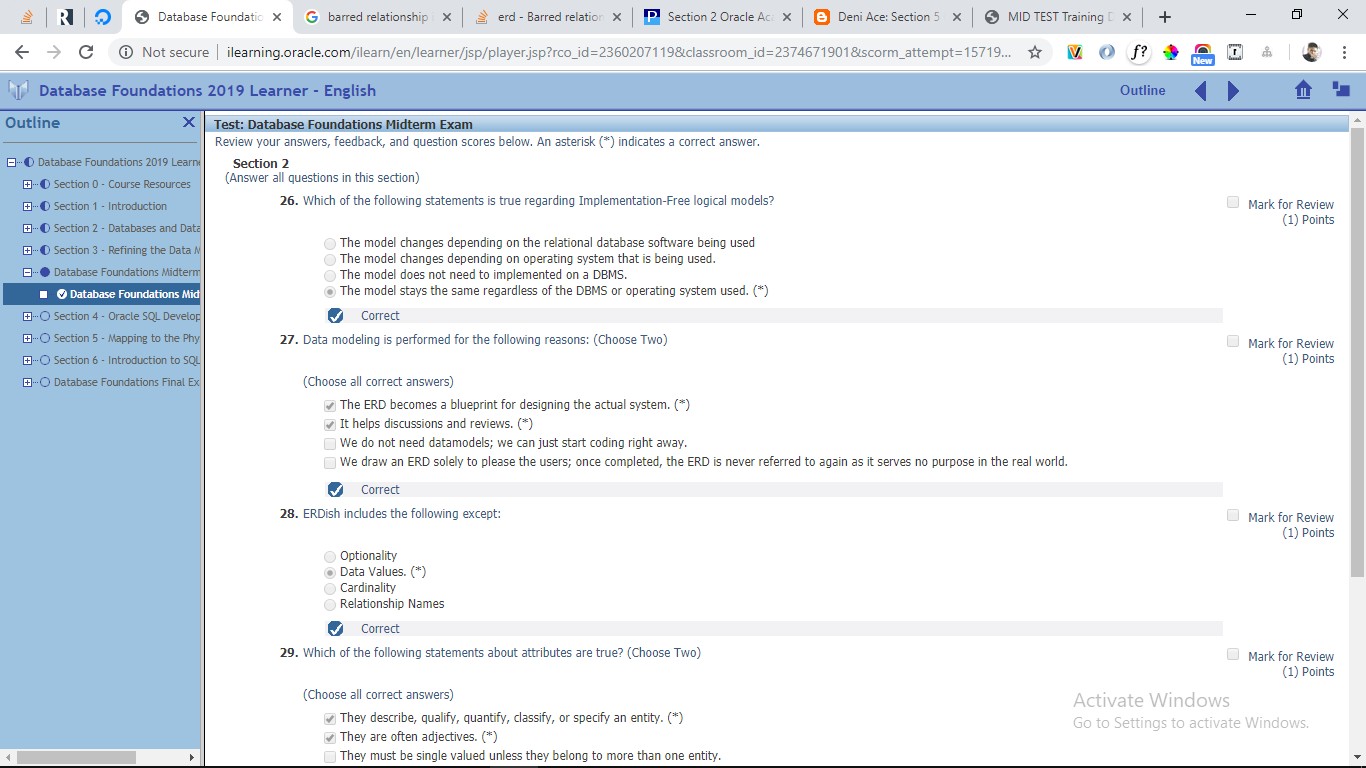 Database Foundatio
barred relationship
erd - Barred relation
Section 2 Oracle Aca
Deni Ace: Section 5
MID TEST Training D
Not secure | ilearning.oracle.com/ilearn/en/learner/jsp/player.jsp?rco_id=2360207119&classroom_id=2374671901&scorm_attempt=15719...
f?
New
Database Foundations 2019 Learner - English
Outline
Outline
Database Foundations 2019 Learne
Section 0 - Course Resources
Section 1 - Introduction
Section 2 - Databases and Data
Section 3 - Refining the Data M
Database Foundations Midterm
Database Foundations Mid
Section 4 - Oracle SQL Develop
Section 5 - Mapping to the Phy
Section 6 - Introduction to SQL
Database Foundations Final Ex
Test: Database Foundations Midterm Exam
Review your answers, feedback, and question scores below. An asterisk (*) indicates a correct answer.
Section 2
(Answer all questions in this section)
26. Which of the following statements is true regarding Implementation-Free logical models?
Mark for Review
(1) Points
The model changes depending on the relational database software being used
The model changes depending on operating system that is being used.
The model does not need to implemented on a DBMS.
The model stays the same regardless of the DBMS or operating system used. (*)
Correct
27. Data modeling is performed for the following reasons: (Choose Two)
Mark for Review
(1) Points
(Choose all correct answers)
The ERD becomes a blueprint for designing the actual system. (*)
It helps discussions and reviews. (*)
We do not need datamodels; we can just start coding right away.
We draw an ERD solely to please the users; once completed, the ERD is never referred to again as it serves no purpose in the real world.
Correct
28. ERDish includes the following except:
Mark for Review
(1) Points
Optionality
Data Values. (*)
Cardinality
Relationship Names
Correct
29. Which of the following statements about attributes are true? (Choose Two)
Mark for Review
(1) Points
(Choose all correct answers)
They describe, qualify, quantify, classify, or specify an entity. (*)
They are often adjectives. (*)
They must be single valued unless they belong to more than one entity.
Activate Windows
Go to Settings to activate Windows.